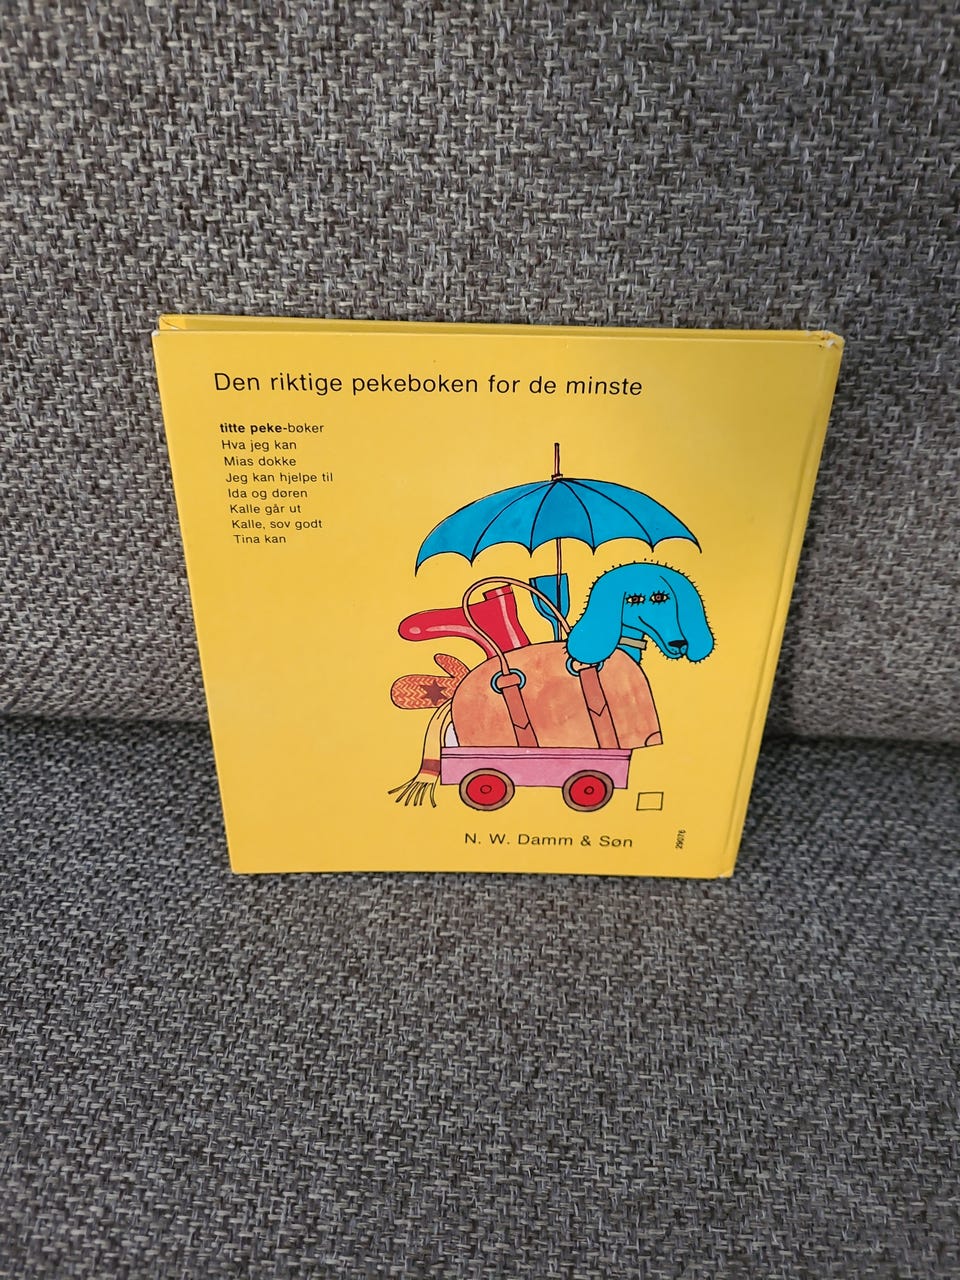 Den riktige pekeboken for de minste
titte peke-bøker
Hva jeg kan
Mias dokke
Jeg kan hjelpe til
Ida og døren
Kalle går ut
Kalle, sov godt
Tina kan
N. W. Damm & Søn
29076